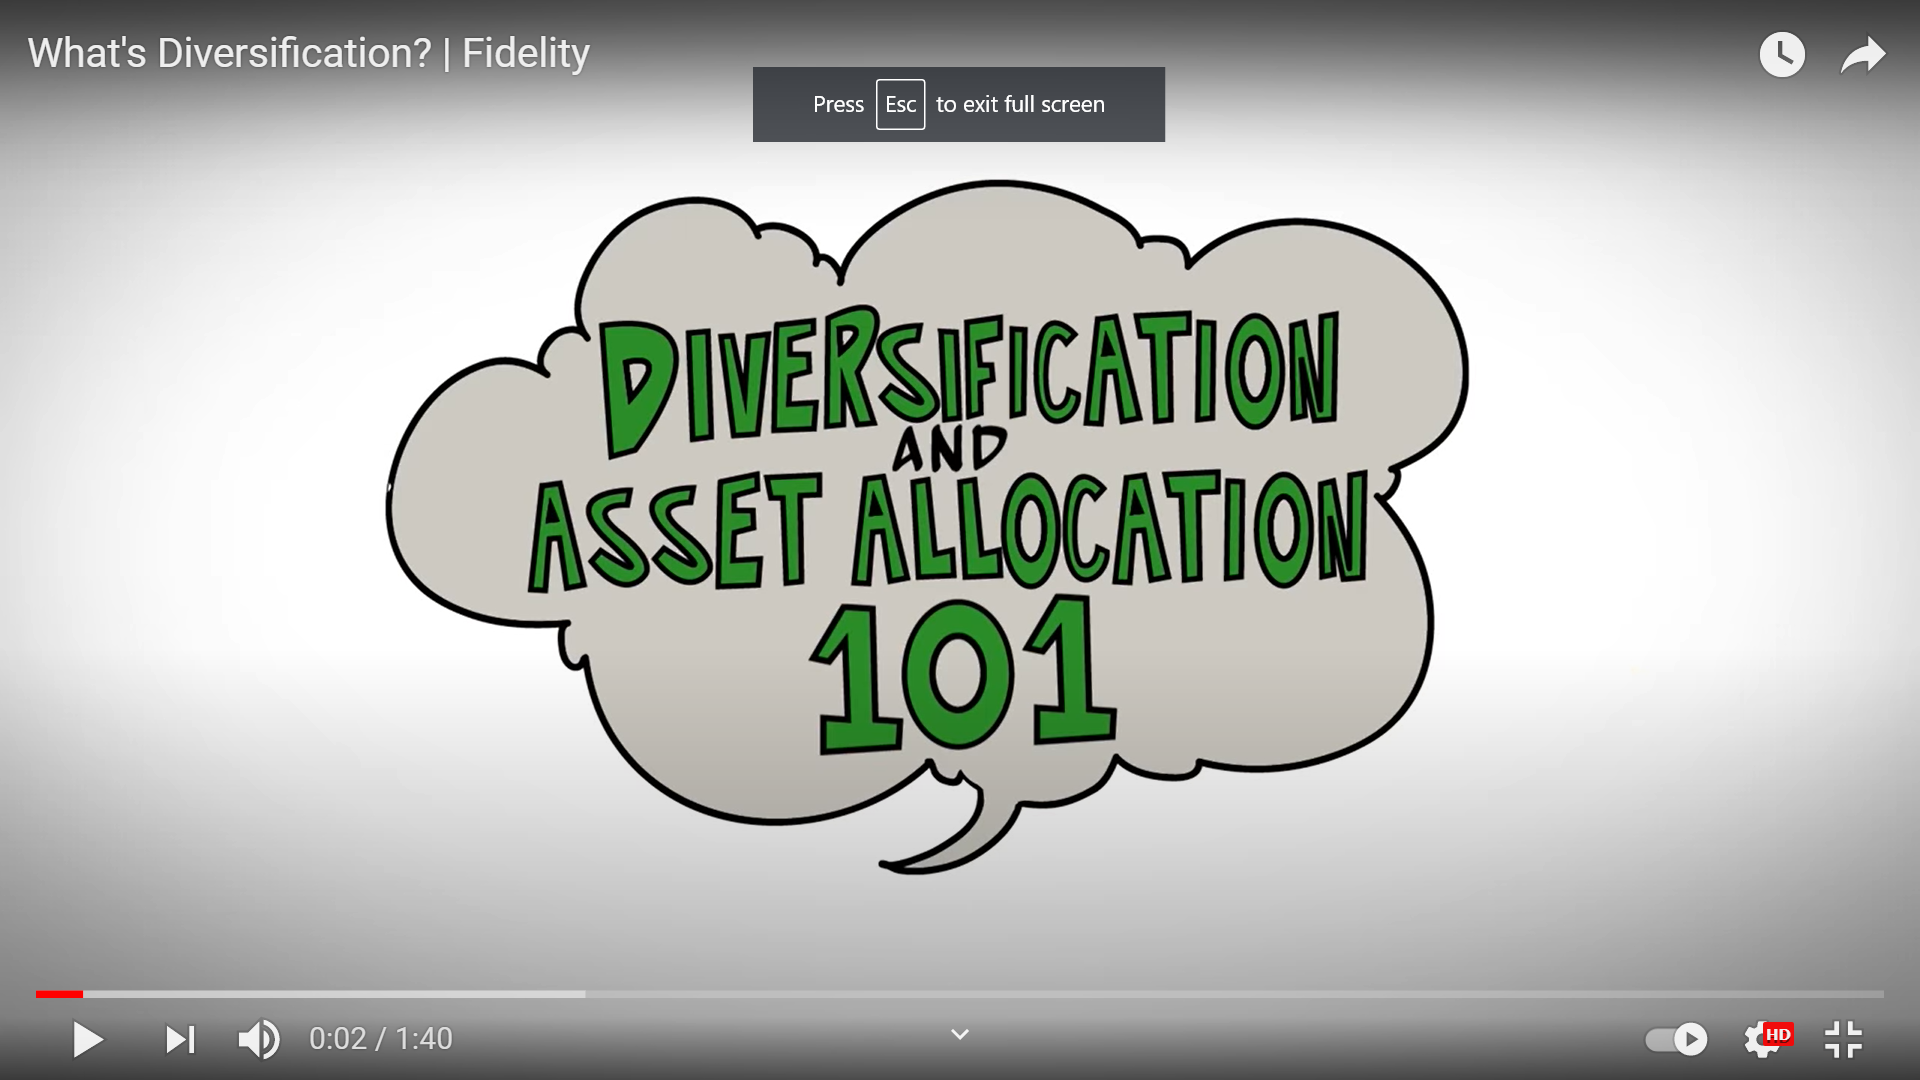 What's Diversification? | Fidelity
Press Esc to exit full screen
DIVERSIFICATION
AND
ASSET ALLOCATION
101
0:02 / 1:40
HD